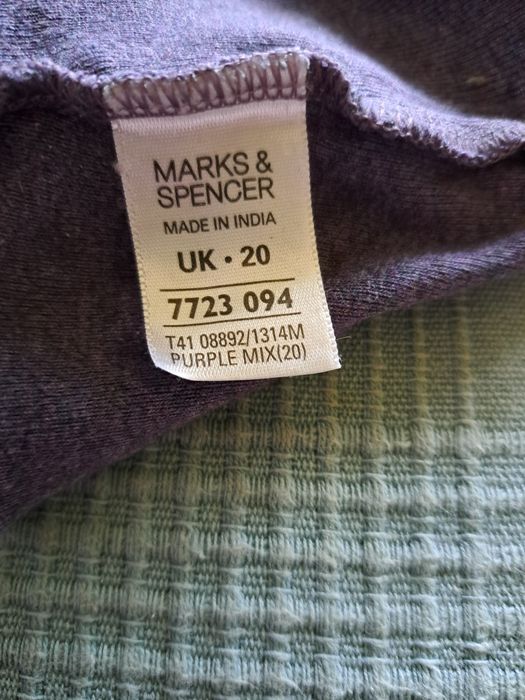 MARKS &
SPENCER
MADE IN INDIA
UK • 20
7723 094
T41 08892/1314M
PURPLE MIX(20)